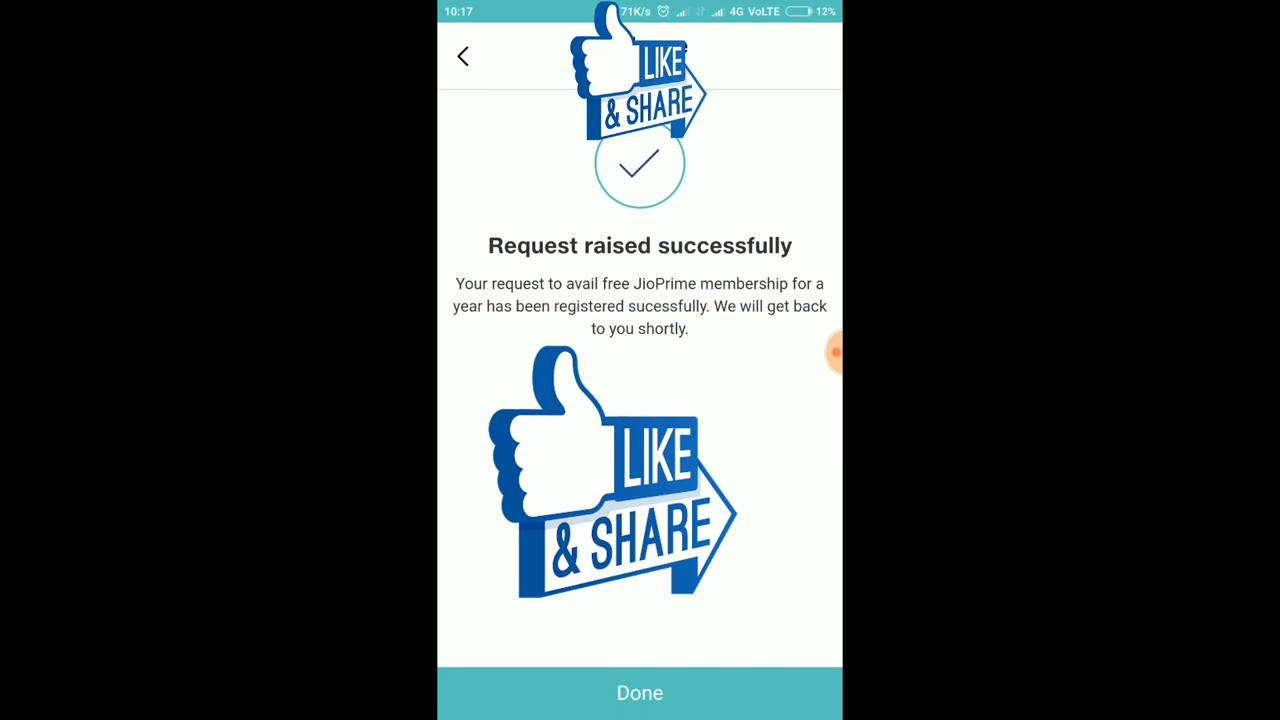 10:17 71K/s 4G VoLTE 12%
LIKE
& SHARE
Request raised successfully
Your request to avail free JioPrime membership for a
year has been registered sucessfully. We will get back
to you shortly.
LIKE
& SHARE
Done